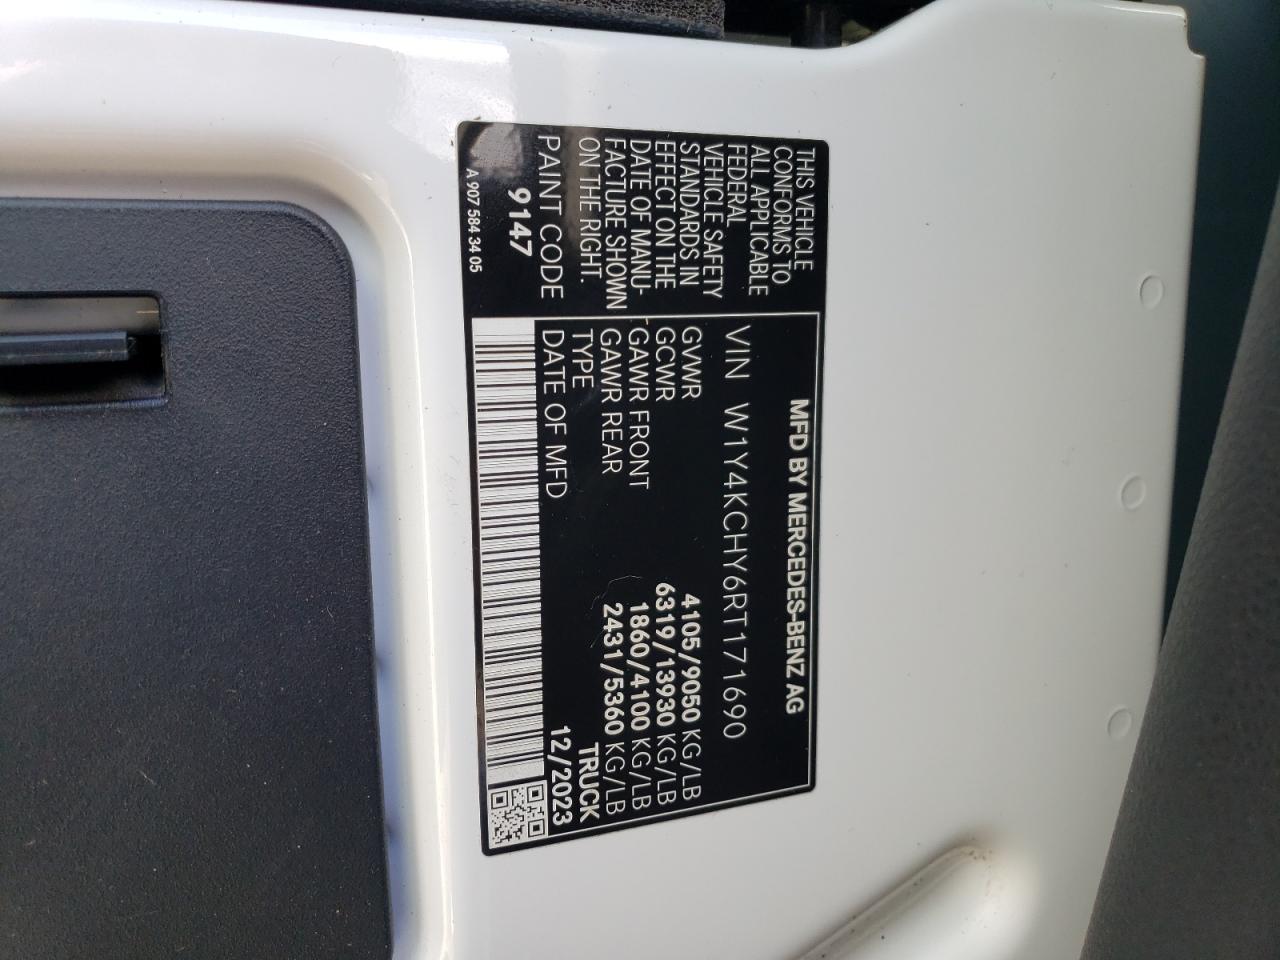 MFD BY MERCEDES-BENZ AG
VIN W1Y4KCHY6RT171690
GVWR 4105/9050 KG/LB
GCWR 6319/13930 KG/LB
GAWR FRONT 1860/4100 KG/LB
GAWR REAR 2431/5360 KG/LB
TYPE TRUCK
DATE OF MFD 12/2023
THIS VEHICLE
CONFORMS TO
ALL APPLICABLE
FEDERAL
VEHICLE SAFETY
STANDARDS IN
EFFECT ON THE
DATE OF MANU-
FACTURE SHOWN
ON THE RIGHT.
PAINT CODE
9147
A 907 584 34 05